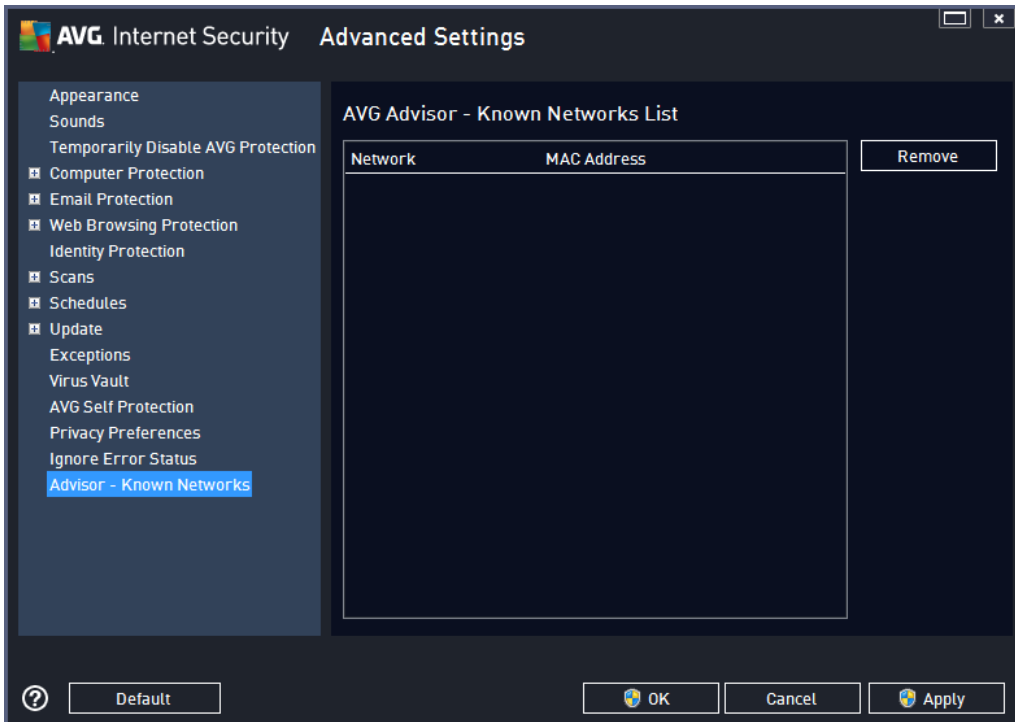 AVG. Internet Security Advanced Settings
Appearance
Sounds
Temporarily Disable AVG Protection
Computer Protection
Email Protection
Web Browsing Protection
Identity Protection
Scans
Schedules
Update
Exceptions
Virus Vault
AVG Self Protection
Privacy Preferences
Ignore Error Status
Advisor - Known Networks
AVG Advisor - Known Networks List
Network MAC Address
Remove
Default
OK
Cancel
Apply